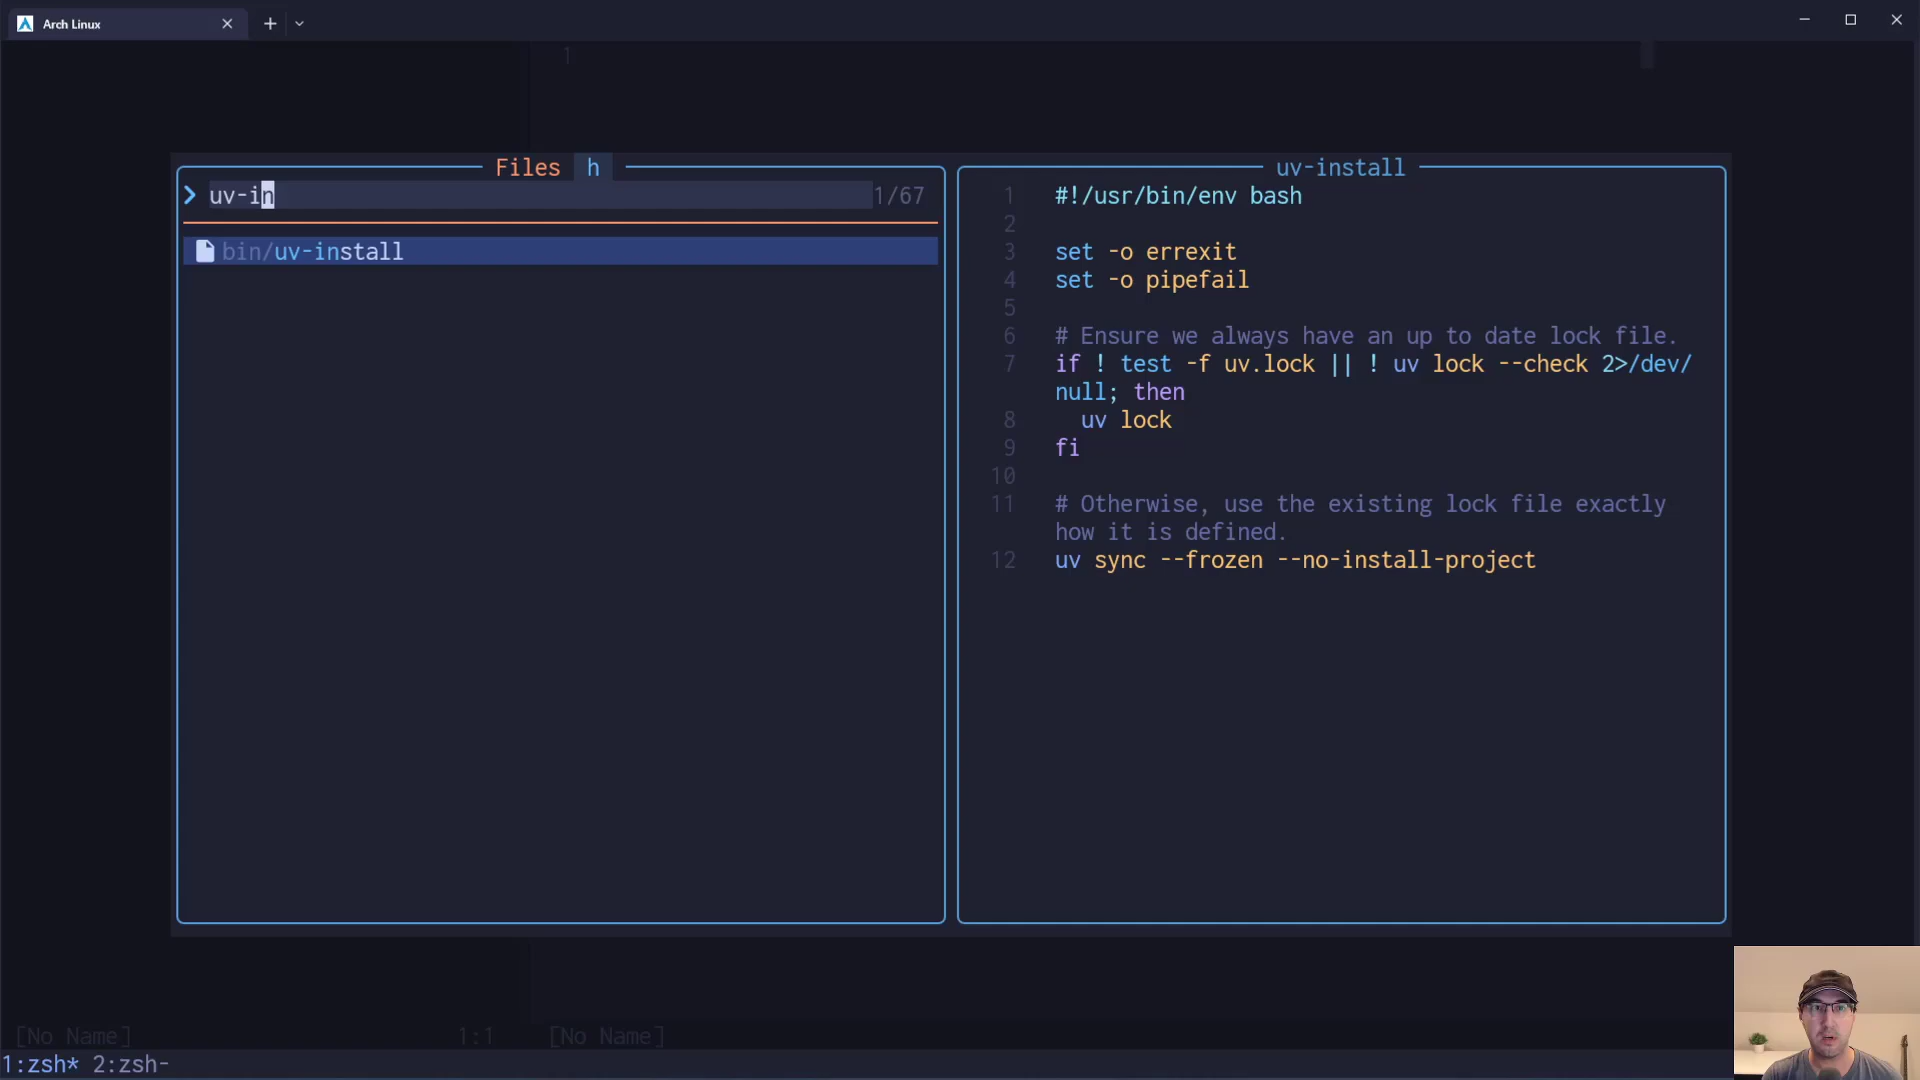 Arch Linux
1
Files h
uv-in
1/67
bin/uv-install
uv-install
1 #!/usr/bin/env bash
2
3 set -o errexit
4 set -o pipefail
5
6 # Ensure we always have an up to date lock file.
7 if ! test -f uv.lock || ! uv lock --check 2>/dev/
null; then
8 uv lock
9 fi
10
11 # Otherwise, use the existing lock file exactly
how it is defined.
12 uv sync --frozen --no-install-project
[No Name] 1:1 [No Name]
1:zsh* 2:zsh-